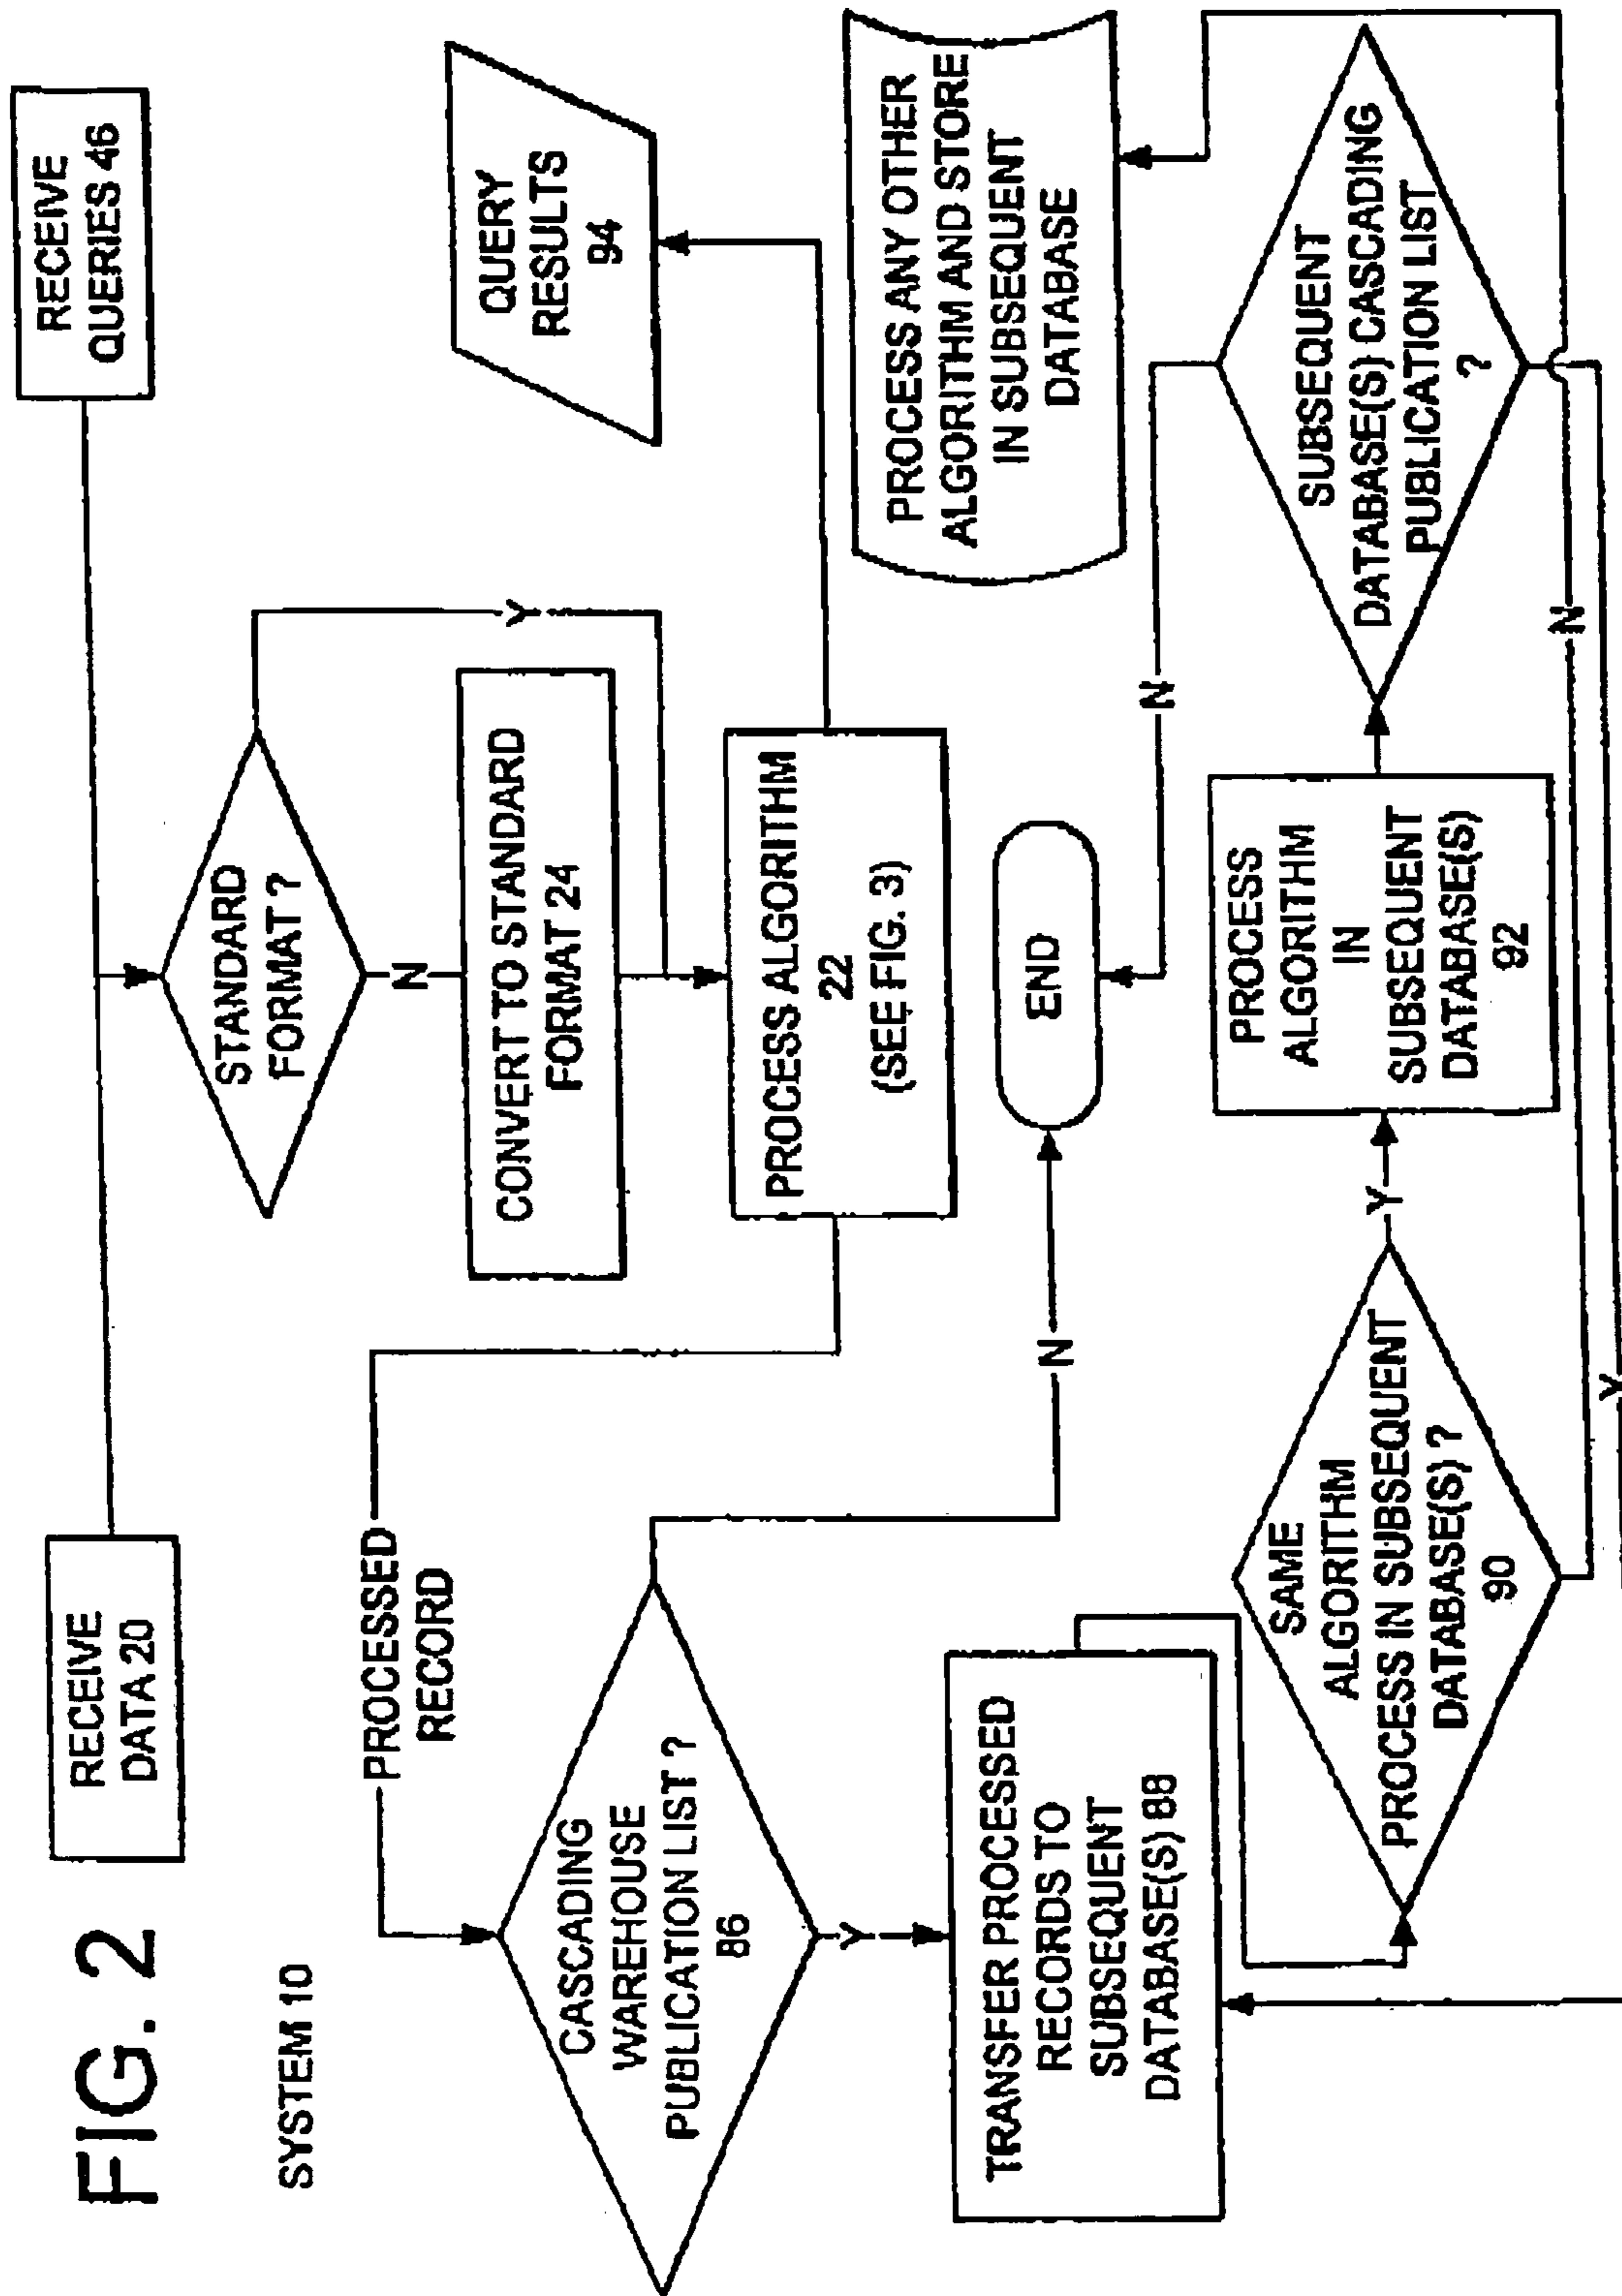 FIG. 2
SYSTEM 10
RECEIVE
DATA 20
RECEIVE
QUERIES 46
STANDARD
FORMAT ?
Y
N
CONVERT TO STANDARD
FORMAT 24
PROCESSED
RECORD
QUERY
RESULTS
94
PROCESS ALGORITHM
22
(SEE FIG. 3)
CASCADING
WAREHOUSE
PUBLICATION LIST ?
86
N
END
Y
TRANSFER PROCESSED
RECORDS TO
SUBSEQUENT
DATABASE(S) 88
PROCESS ANY OTHER
ALGORITHM AND STORE
IN SUBSEQUENT
DATABASE
N
SAME
ALGORITHM
PROCESS IN SUBSEQUENT
DATABASE(S) ?
90
Y
PROCESS
ALGORITHM
IN
SUBSEQUENT
DATABASE(S)
92
SUBSEQUENT
DATABASE(S) CASCADING
PUBLICATION LIST
?
N
Y